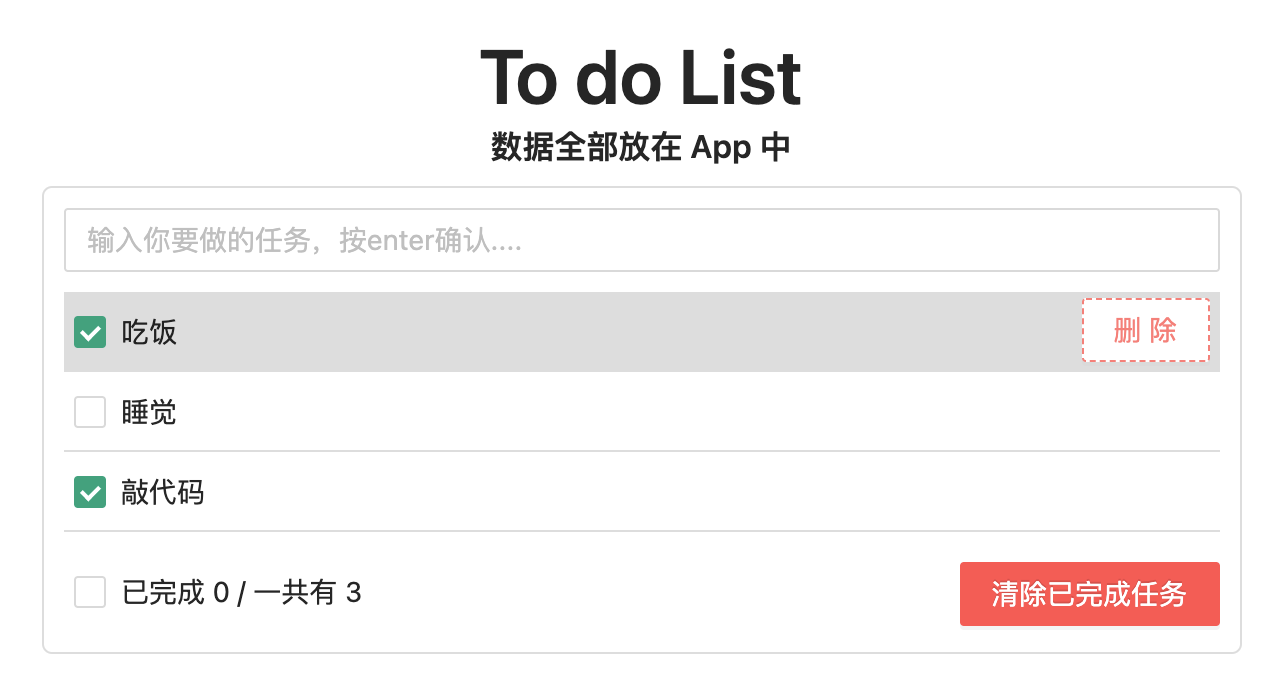 To do List
数据全部放在 App 中
输入你要做的任务，按enter确认....
吃饭
删 除
睡觉
敲代码
已完成 0 / 一共有 3
清除已完成任务